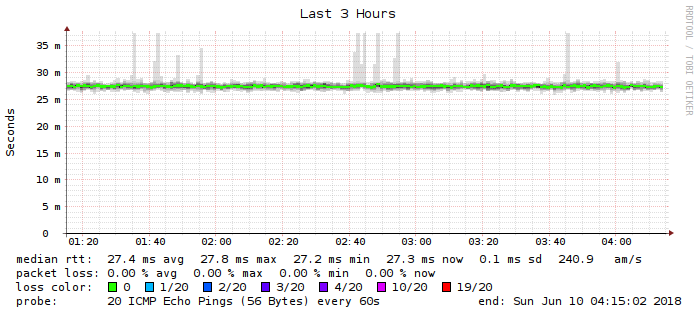 Last 3 Hours
RRDTOOL / TOBI OETIKER
Seconds
35 m
30 m
25 m
20 m
15 m
10 m
5 m
0
01:20 01:40 02:00 02:20 02:40 03:00 03:20 03:40 04:00
median rtt: 27.4 ms avg 27.8 ms max 27.2 ms min 27.3 ms now 0.1 ms sd 240.9 am/s
packet loss: 0.00 % avg 0.00 % max 0.00 % min 0.00 % now
loss color: 0 1/20 2/20 3/20 4/20 10/20 19/20
probe: 20 ICMP Echo Pings (56 Bytes) every 60s end: Sun Jun 10 04:15:02 2018